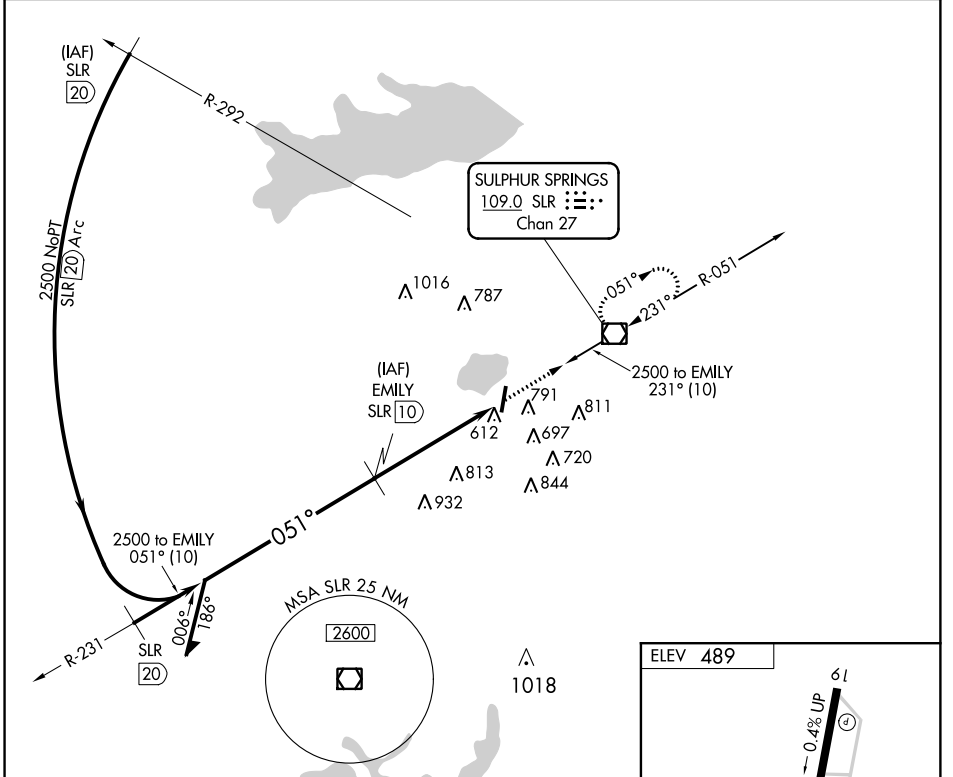 (IAF)
SLR
20
R-292
SULPHUR SPRINGS
109.0 SLR
Chan 27
2500 NoPT
SLR 20 Arc
1016
787
051°
231°
R-051
2500 to EMILY
231° (10)
(IAF)
EMILY
SLR 10
791
811
612
697
720
813
844
932
051°
2500 to EMILY
051° (10)
006°
186°
R-231
SLR
20
MSA SLR 25 NM
2600
1018
ELEV 489
19
0.4% UP
P